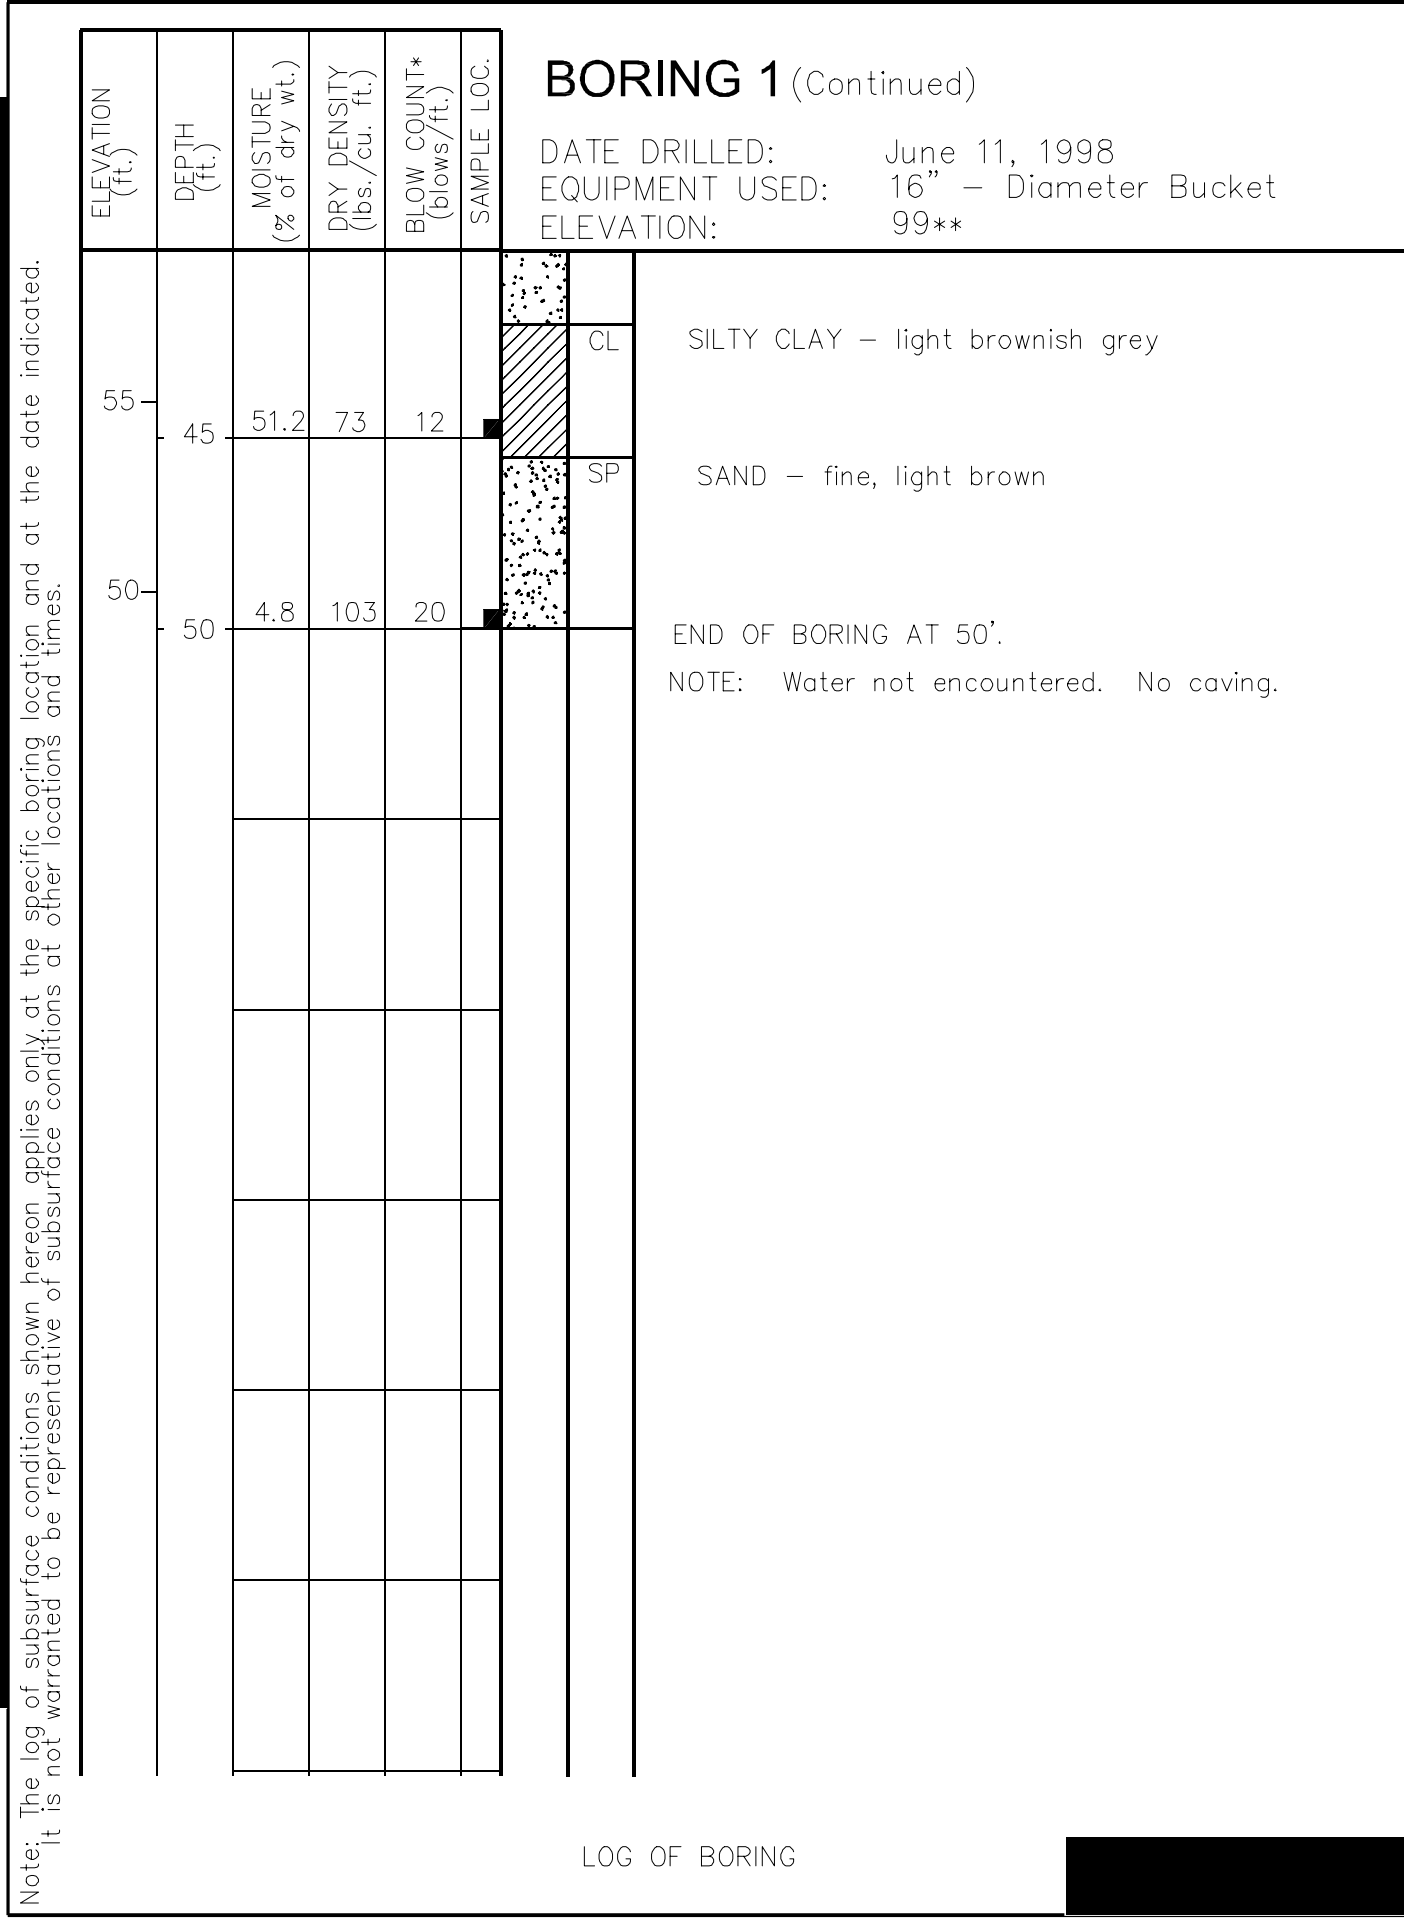 BORING 1 (Continued)
DATE DRILLED: June 11, 1998
EQUIPMENT USED: 16" – Diameter Bucket
ELEVATION: 99**
ELEVATION
(ft.)
DEPTH
(ft.)
MOISTURE
(% of dry wt.)
DRY DENSITY
(lbs./cu. ft.)
BLOW COUNT*
(blows/ft.)
SAMPLE LOC.
CL SILTY CLAY – light brownish grey
55
45 51.2 73 12
SP SAND – fine, light brown
50
50 4.8 103 20
END OF BORING AT 50'.
NOTE: Water not encountered. No caving.
Note: The log of subsurface conditions shown hereon applies only at the specific boring location and at the date indicated.
It is not warranted to be representative of subsurface conditions at other locations and times.
LOG OF BORING